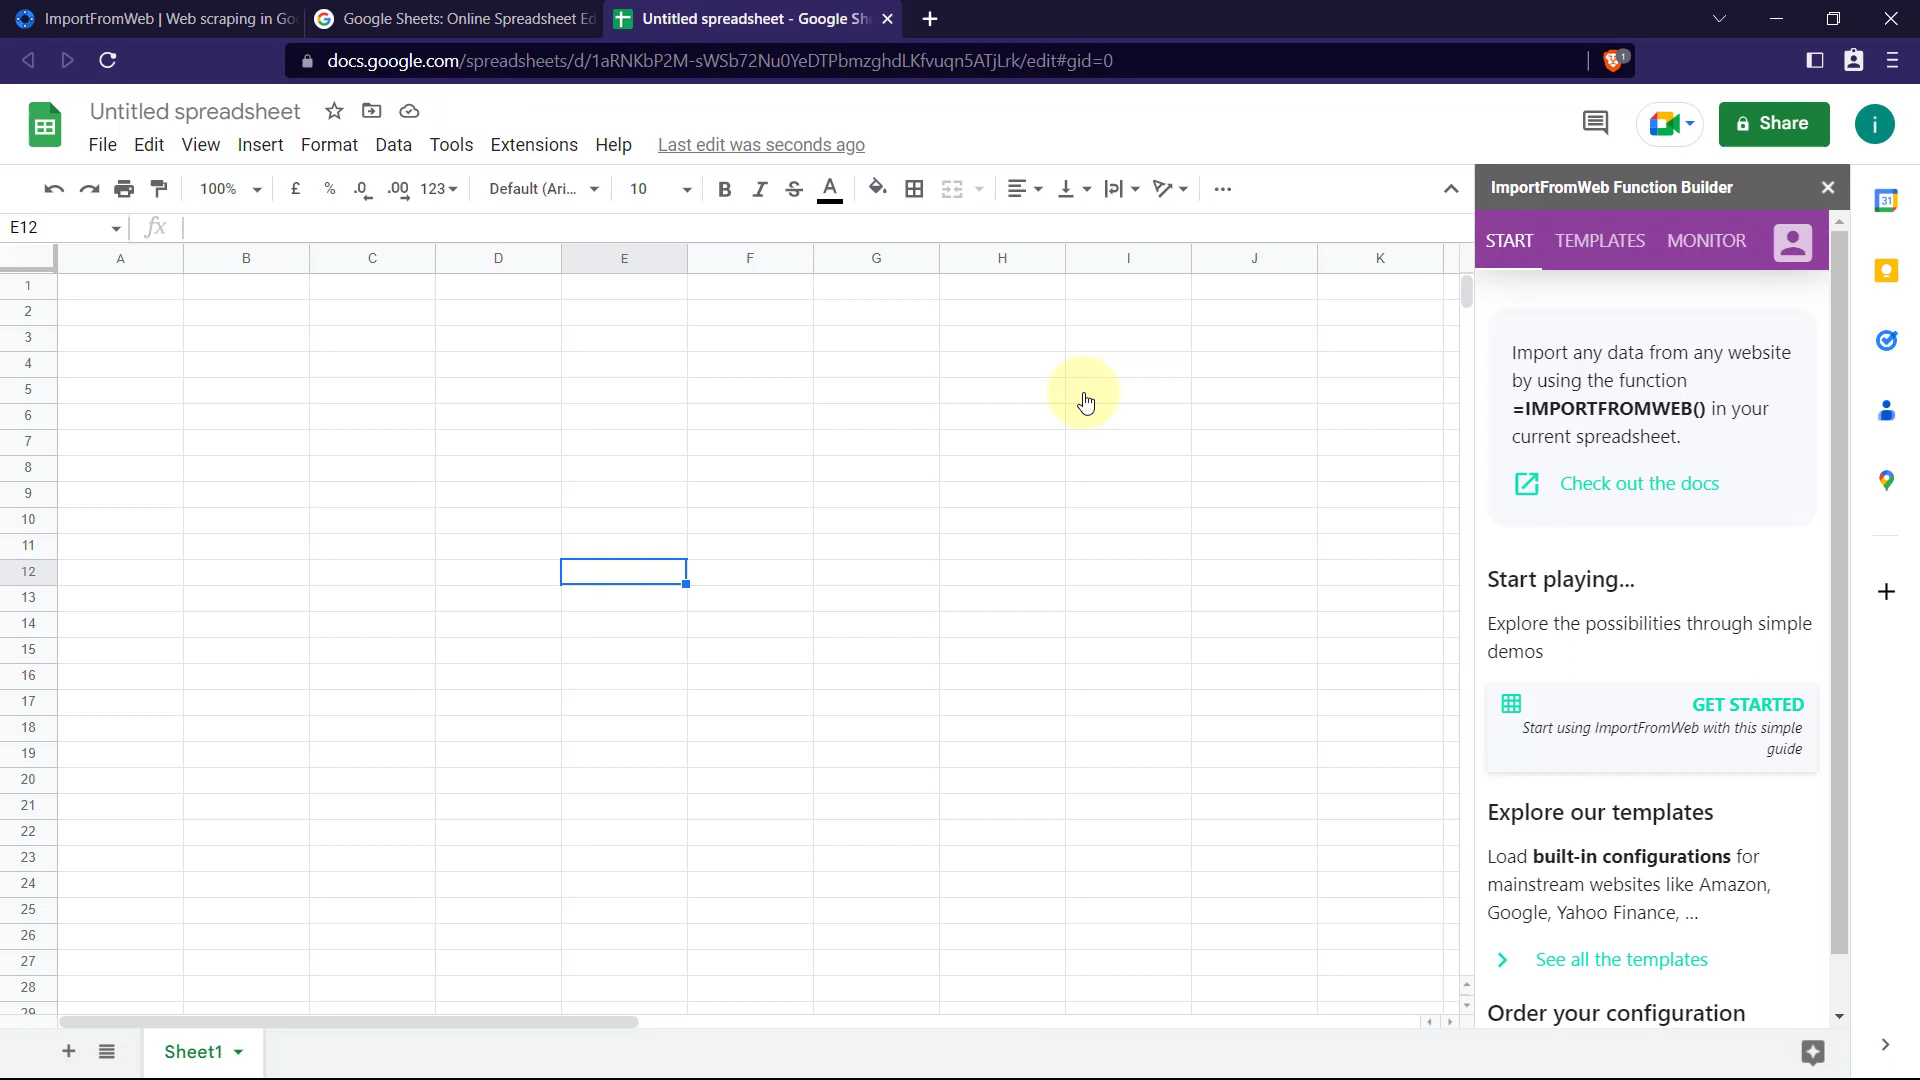 ImportFromWeb | Web scraping in Go
Google Sheets: Online Spreadsheet Ed
Untitled spreadsheet - Google Sh
docs.google.com/spreadsheets/d/1aRNKbP2M-sWSb72Nu0YeDTPbmzghdLKfvuqn5ATjLrk/edit#gid=0
1
Untitled spreadsheet
File Edit View Insert Format Data Tools Extensions Help Last edit was seconds ago
Share
i
100% £ % .0 .00 123 Default (Ari... 10 B I S A
E12
fx
A B C D E F G H I J K
1
2
3
4
5
6
7
8
9
10
11
12
13
14
15
16
17
18
19
20
21
22
23
24
25
26
27
28
29
Sheet1
ImportFromWeb Function Builder
START TEMPLATES MONITOR
Import any data from any website
by using the function
=IMPORTFROMWEB() in your
current spreadsheet.
Check out the docs
Start playing...
Explore the possibilities through simple
demos
GET STARTED
Start using ImportFromWeb with this simple
guide
Explore our templates
Load built-in configurations for
mainstream websites like Amazon,
Google, Yahoo Finance, ...
See all the templates
Order your configuration
31